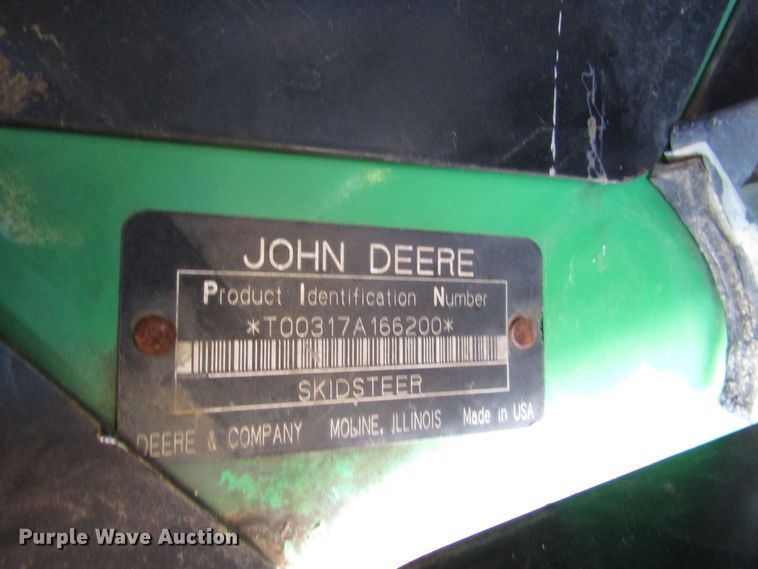 JOHN DEERE
Product Identification Number
*T00317A166200*
SKIDSTEER
DEERE & COMPANY MOLINE, ILLINOIS Made in USA
Purple Wave Auction